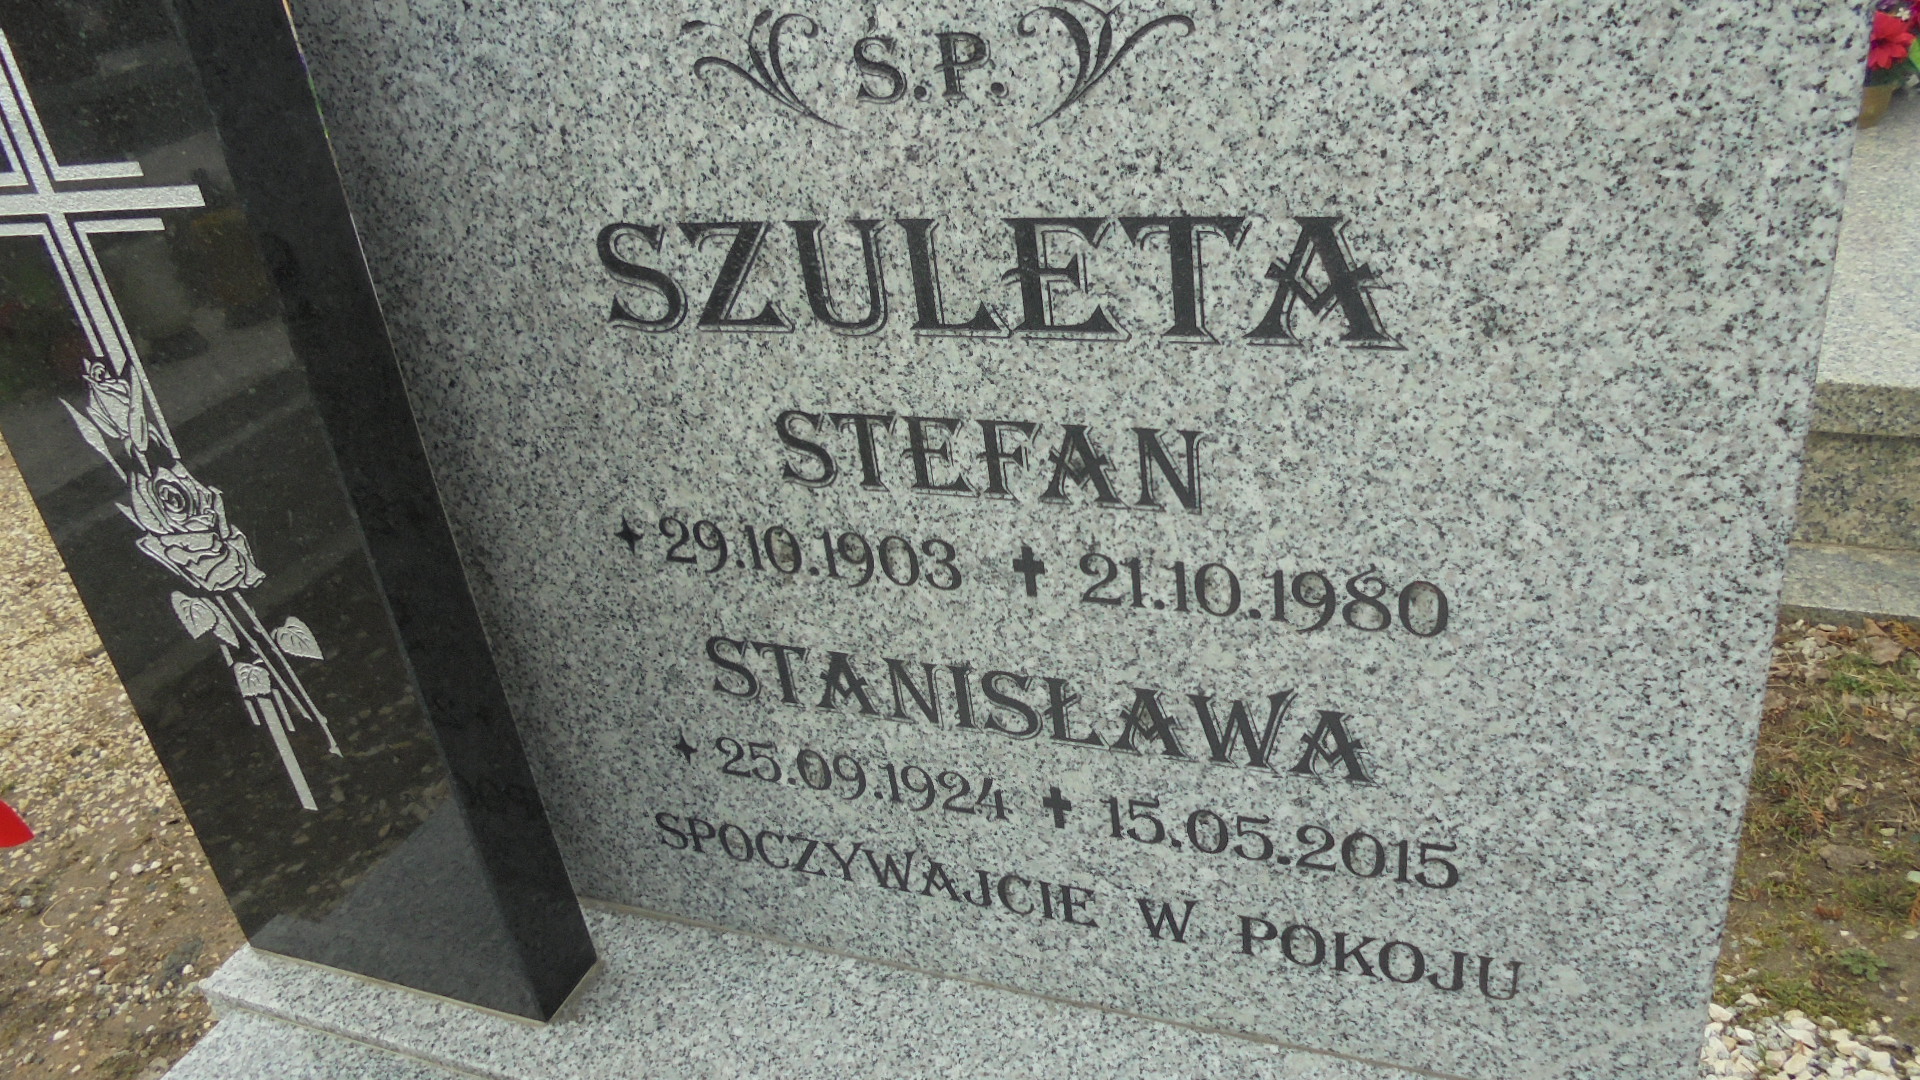 Ś.P.
SZULETA
STEFAN
29.10.1903 ✝ 21.10.1980
STANISŁAWA
25.09.1924 ✝ 15.05.2015
SPOCZYWAJCIE W POKOJU